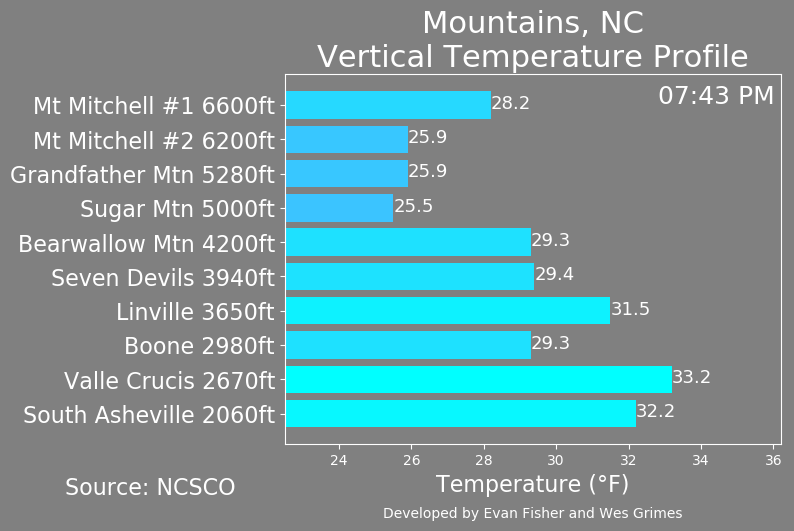 Mountains, NC
Vertical Temperature Profile
07:43 PM
Mt Mitchell #1 6600ft 28.2
Mt Mitchell #2 6200ft 25.9
Grandfather Mtn 5280ft 25.9
Sugar Mtn 5000ft 25.5
Bearwallow Mtn 4200ft 29.3
Seven Devils 3940ft 29.4
Linville 3650ft 31.5
Boone 2980ft 29.3
Valle Crucis 2670ft 33.2
South Asheville 2060ft 32.2
24 26 28 30 32 34 36
Temperature (°F)
Source: NCSCO
Developed by Evan Fisher and Wes Grimes